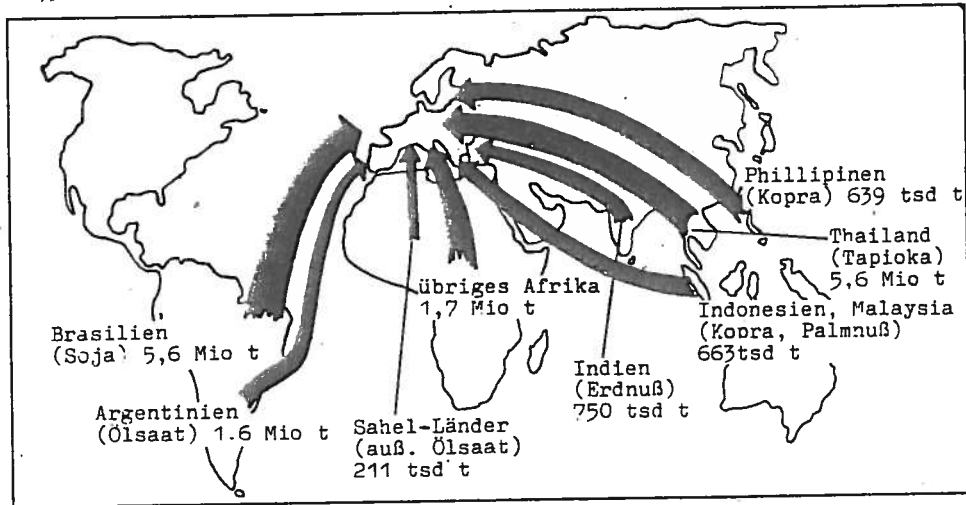 Phillipinen
(Kopra) 639 tsd t
Thailand
(Tapioka)
5,6 Mio t
übriges Afrika
1,7 Mio t
Indonesien, Malaysia
(Kopra, Palmnuß)
663tsd t
Brasilien
(Soja) 5,6 Mio t
Indien
(Erdnuß)
750 tsd t
Argentinien
(Ölsaat) 1.6 Mio t
Sahel-Länder
(auß. Ölsaat)
211 tsd t